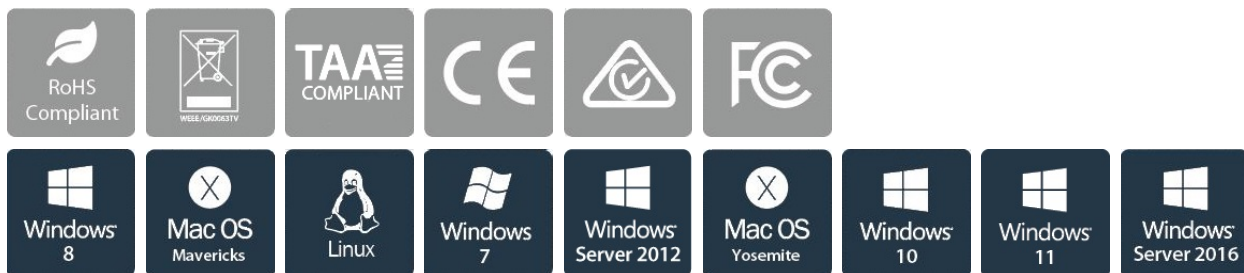 RoHS
Compliant
WEEE/GK0083TV
TAA
COMPLIANT
CE
FC
Windows
8
Mac OS
Mavericks
Linux
Windows
7
Windows
Server 2012
Mac OS
Yosemite
Windows
10
Windows
11
Windows
Server 2016